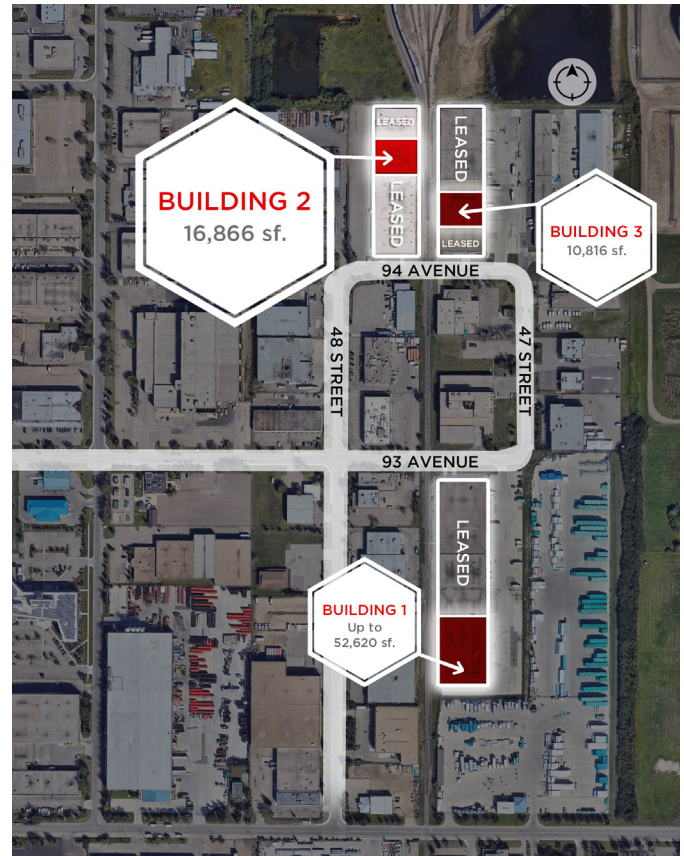 LEASED
LEASED
BUILDING 2
16,866 sf.
LEASED
LEASED
BUILDING 3
10,816 sf.
94 AVENUE
48 STREET
47 STREET
93 AVENUE
LEASED
BUILDING 1
Up to
52,620 sf.